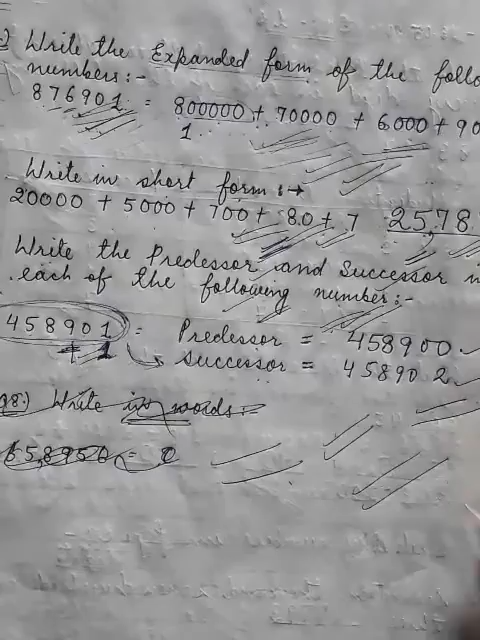 Write the Expanded form of the follo
numbers:-
876901 = 800000 + 70000 + 6000 + 90
1
Write in short form :→
20000 + 5000 + 700 + 80 + 7 25,78
Write the Predessor and Successor in
each of the following number:-
458901 = Predessor = 458900
+ 1 Successor = 458902
Q8:) Write in words:-